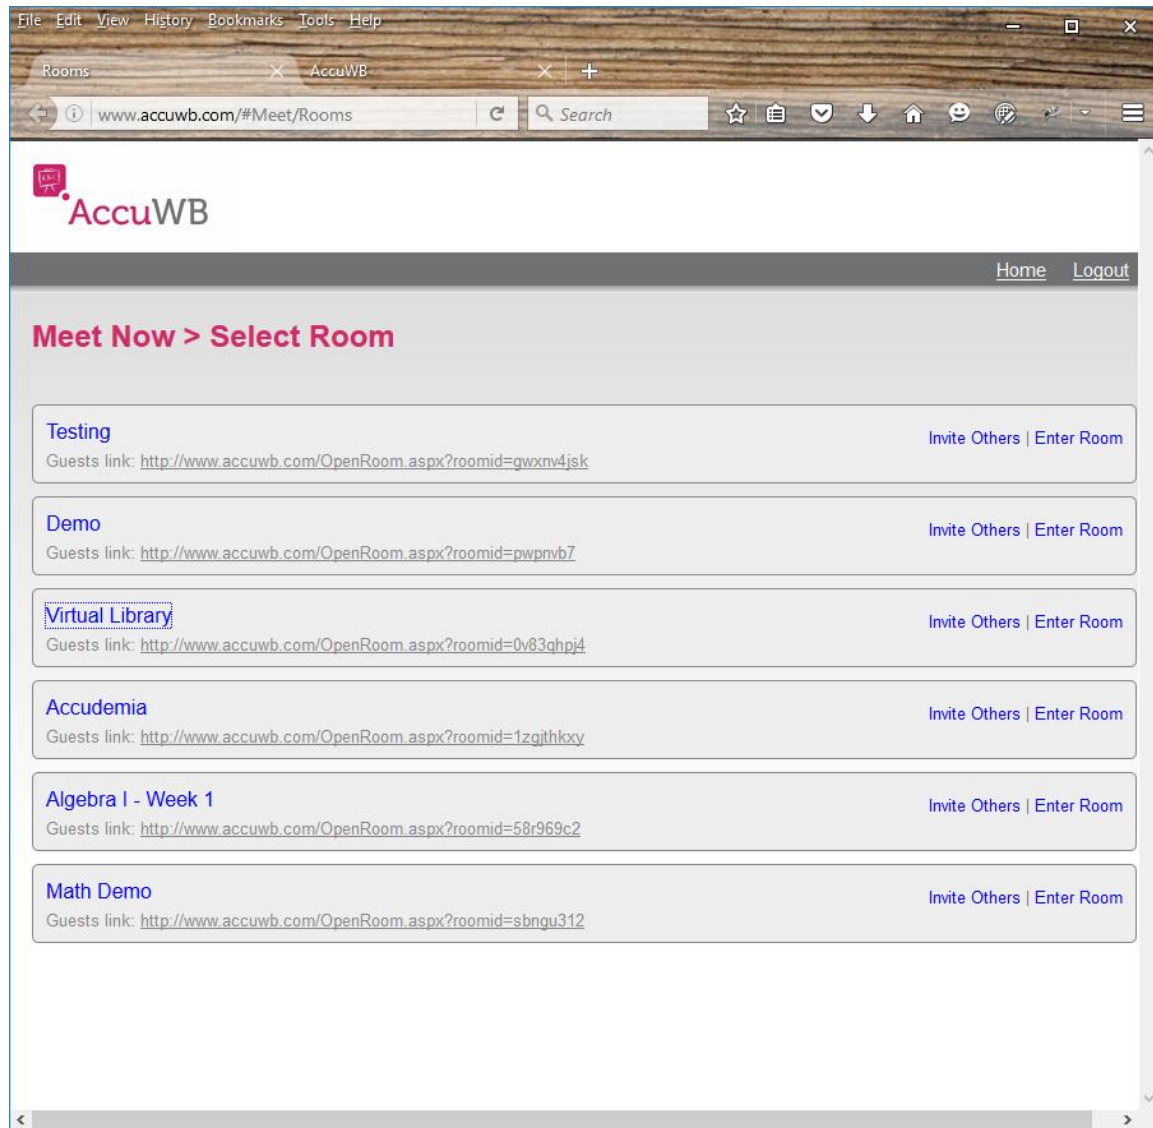 File Edit View History Bookmarks Tools Help
Rooms AccuWB
www.accuwb.com/#Meet/Rooms Search
AccuWB
Home Logout
Meet Now > Select Room
Testing
Invite Others | Enter Room
Guests link: http://www.accuwb.com/OpenRoom.aspx?roomid=gwxnv4jsk
Demo
Invite Others | Enter Room
Guests link: http://www.accuwb.com/OpenRoom.aspx?roomid=pwpnvb7
Virtual Library
Invite Others | Enter Room
Guests link: http://www.accuwb.com/OpenRoom.aspx?roomid=0v83qhpj4
Accudemia
Invite Others | Enter Room
Guests link: http://www.accuwb.com/OpenRoom.aspx?roomid=1zgjthkxy
Algebra I - Week 1
Invite Others | Enter Room
Guests link: http://www.accuwb.com/OpenRoom.aspx?roomid=58r969c2
Math Demo
Invite Others | Enter Room
Guests link: http://www.accuwb.com/OpenRoom.aspx?roomid=sbngu312